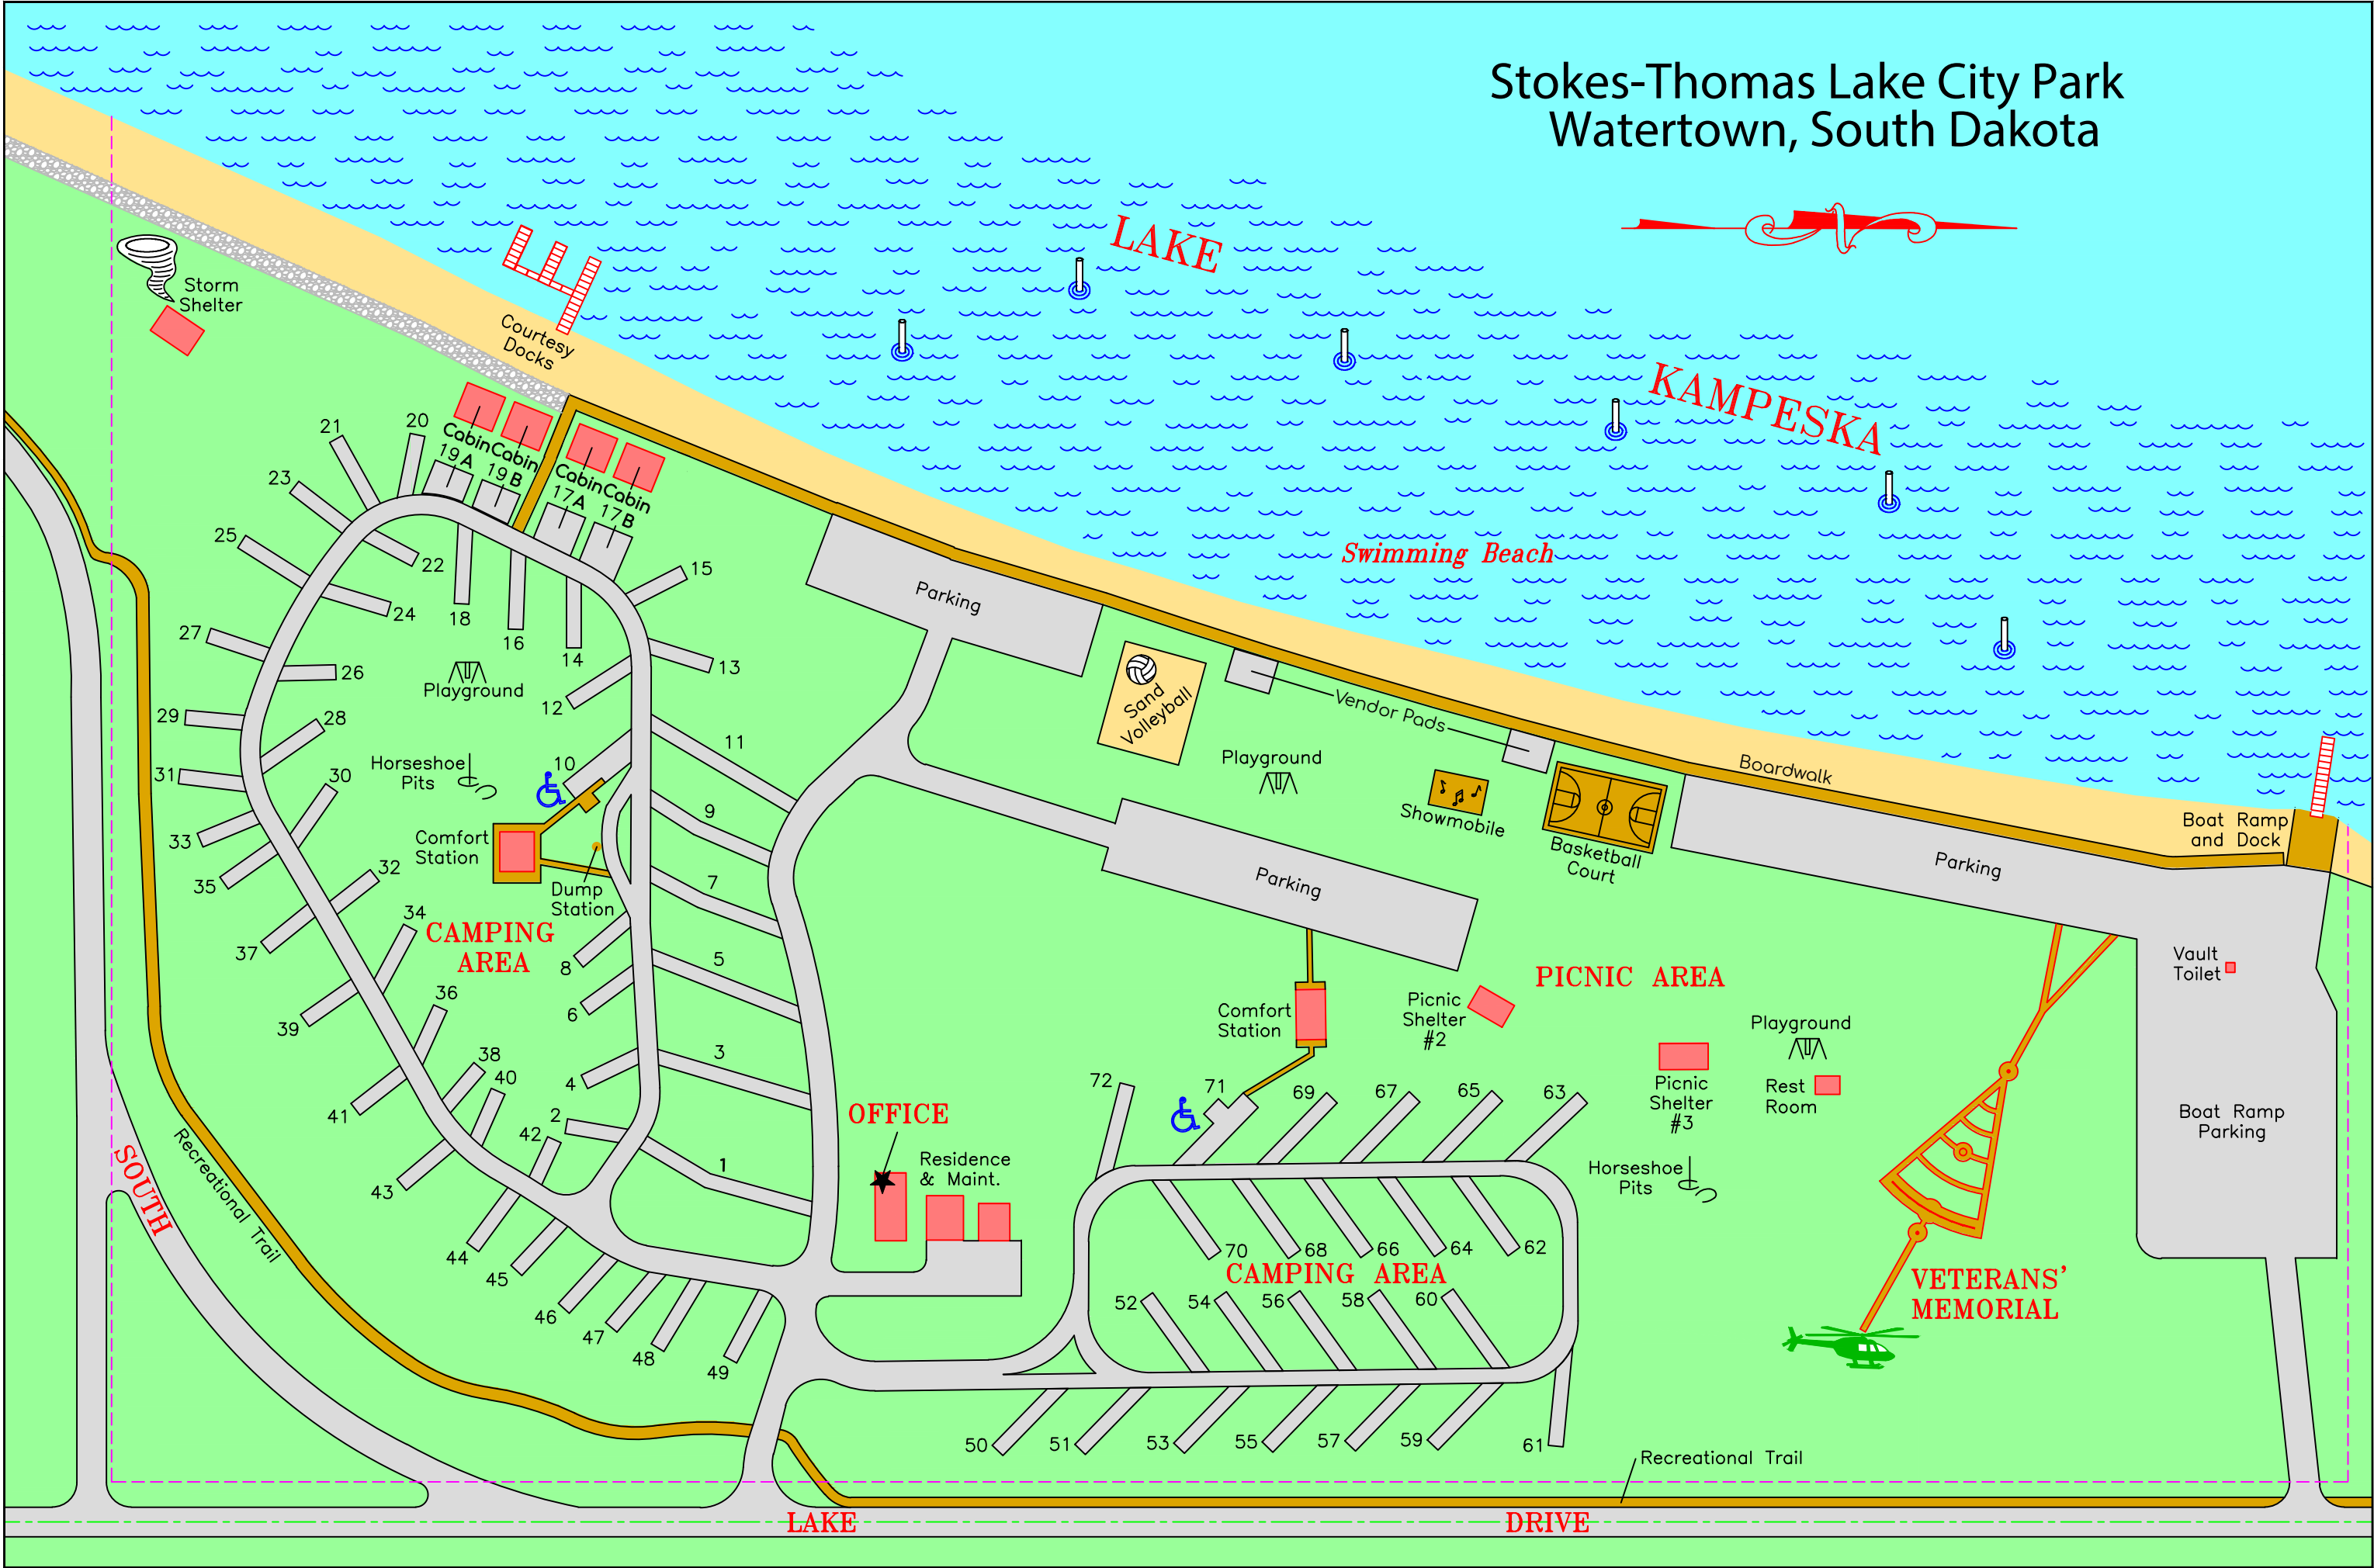 Stokes-Thomas Lake City Park
Watertown, South Dakota
N
LAKE
KAMPESKA
Swimming Beach
Storm
Shelter
Courtesy
Docks
Cabin
19A
Cabin
19B
Cabin
17A
Cabin
17B
21
20
23
25
22
24
18
16
14
15
13
27
26
Playground
12
29
28
11
31
30
Horseshoe
Pits
10
9
33
35
Comfort
Station
Dump
Station
7
32
34
37
CAMPING
AREA
8
5
6
36
39
38
40
3
4
41
2
42
1
43
44
45
46
47
48
49
Parking
Sand
Volleyball
Vendor Pads
Playground
Showmobile
Basketball
Court
Boardwalk
Parking
Parking
Boat Ramp
and Dock
Vault
Toilet
Boat Ramp
Parking
PICNIC AREA
Comfort
Station
Picnic
Shelter
#2
Picnic
Shelter
#3
Playground
Rest
Room
Horseshoe
Pits
VETERANS'
MEMORIAL
OFFICE
Residence
& Maint.
72
71
69
67
65
63
70
68
66
64
62
CAMPING AREA
52
54
56
58
60
50
51
53
55
57
59
61
SOUTH
Recreational Trail
Recreational Trail
LAKE
DRIVE